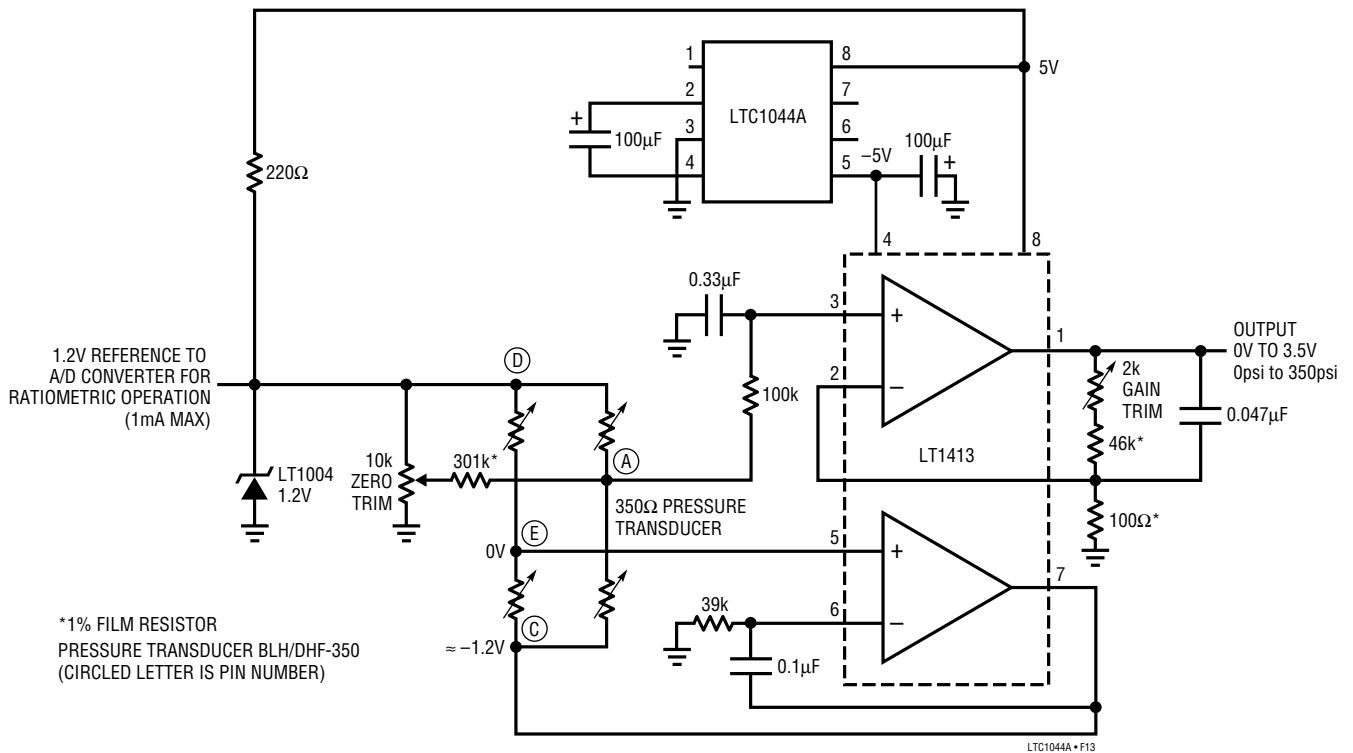 1
2
3
4
8
7
6
5
LTC1044A
5V
+
100µF
–5V
100µF
+
220Ω
4
8
0.33µF
3
+
2
–
1
OUTPUT
0V TO 3.5V
0psi to 350psi
2k
GAIN
TRIM
0.047µF
46k*
100Ω*
LT1413
100k
1.2V REFERENCE TO
A/D CONVERTER FOR
RATIOMETRIC OPERATION
(1mA MAX)
D
LT1004
1.2V
10k
ZERO
TRIM
301k*
A
350Ω PRESSURE
TRANSDUCER
0V
E
5
+
6
–
7
39k
0.1µF
C
≈ –1.2V
*1% FILM RESISTOR
PRESSURE TRANSDUCER BLH/DHF-350
(CIRCLED LETTER IS PIN NUMBER)
LTC1044A • F13